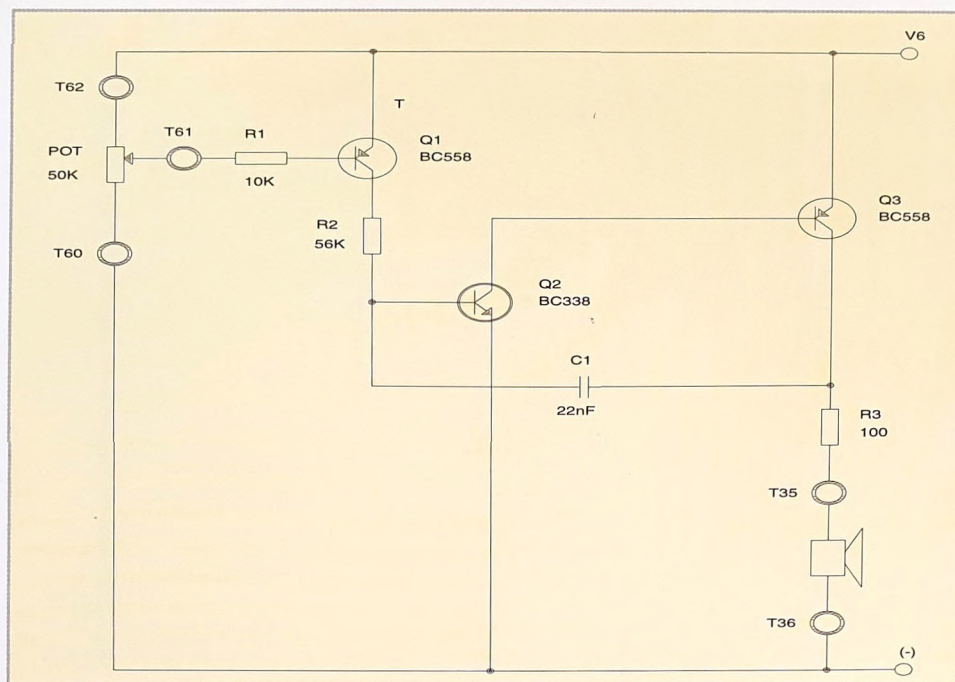 V6
T62
T
T61
R1
Q1
BC558
POT
50K
10K
Q3
BC558
R2
56K
T60
Q2
BC338
C1
22nF
R3
100
T35
T36
(-)